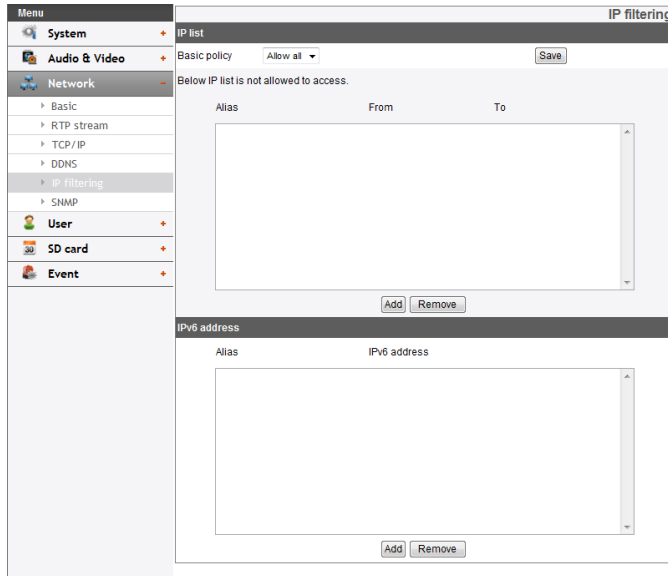 Menu
System
Audio & Video
Network
Basic
RTP stream
TCP/IP
DDNS
IP filtering
SNMP
User
30 SD card
Event
IP filtering
IP list
Basic policy Allow all Save
Below IP list is not allowed to access.
Alias From To
Add Remove
IPv6 address
Alias IPv6 address
Add Remove